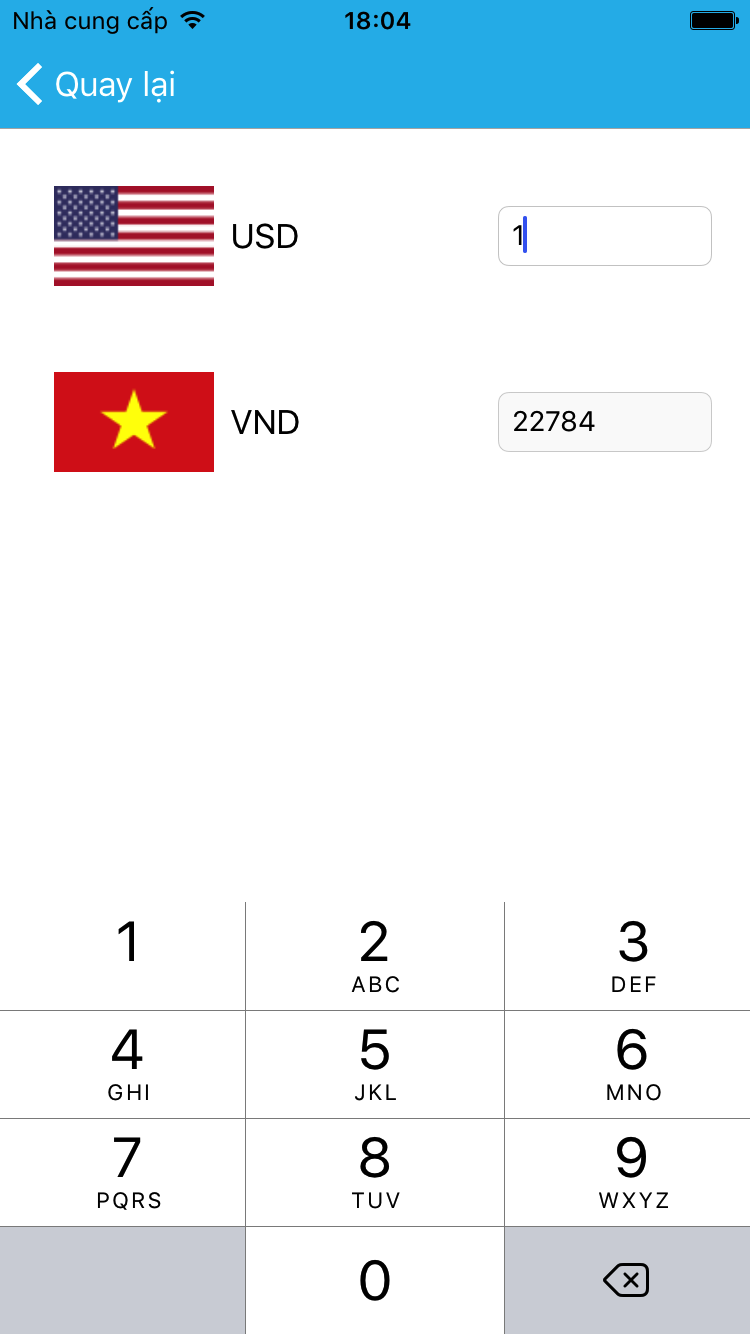 Nhà cung cấp 18:04
Quay lại
USD 1
VND 22784
1 2 3
ABC DEF
4 5 6
GHI JKL MNO
7 8 9
PQRS TUV WXYZ
0